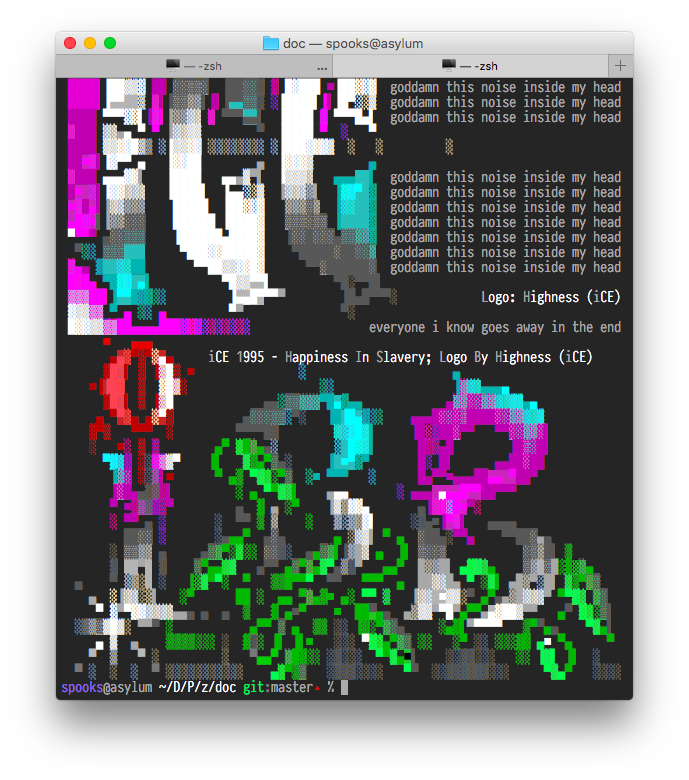 doc — spooks@asylum
— -zsh
— -zsh
goddamn this noise inside my head
goddamn this noise inside my head
goddamn this noise inside my head
goddamn this noise inside my head
goddamn this noise inside my head
goddamn this noise inside my head
goddamn this noise inside my head
goddamn this noise inside my head
goddamn this noise inside my head
goddamn this noise inside my head
Logo: Highness (iCE)
everyone i know goes away in the end
iCE 1995 - Happiness In Slavery; Logo By Highness (iCE)
spooks@asylum ~/D/P/z/doc git:master▲ %